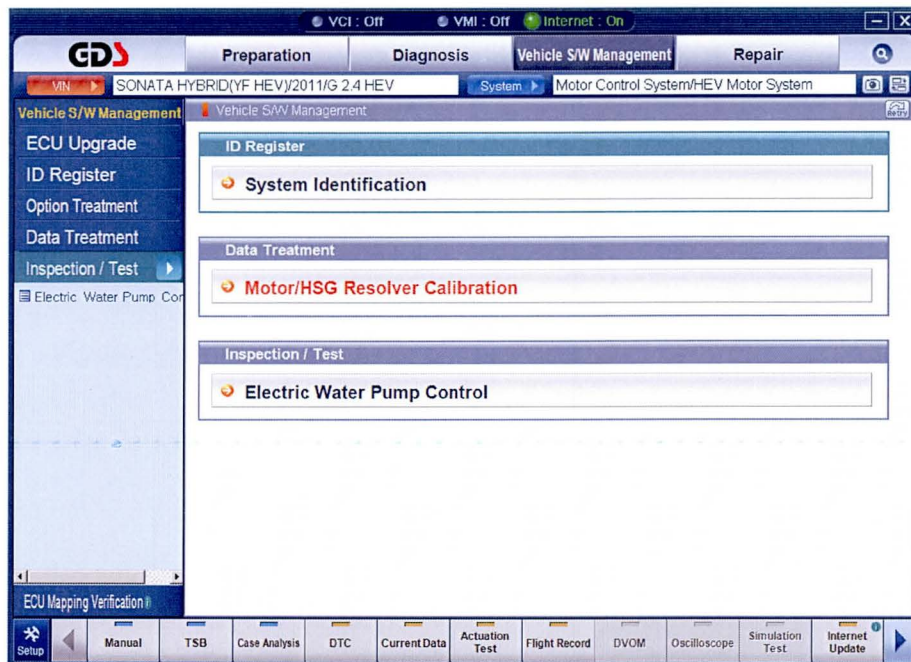 VCI : Off VMI : Off Internet : On
GDS Preparation Diagnosis Vehicle S/W Management Repair
VIN SONATA HYBRID(YF HEV)/2011/G 2.4 HEV System Motor Control System/HEV Motor System
Vehicle S/W Management
Vehicle S/W Management
Retry
ECU Upgrade
ID Register
Option Treatment
Data Treatment
Inspection / Test
Electric Water Pump Cor
ID Register
System Identification
Data Treatment
Motor/HSG Resolver Calibration
Inspection / Test
Electric Water Pump Control
ECU Mapping Verification
Setup Manual TSB Case Analysis DTC Current Data Actuation Test Flight Record DVOM Oscilloscope Simulation Test Internet Update